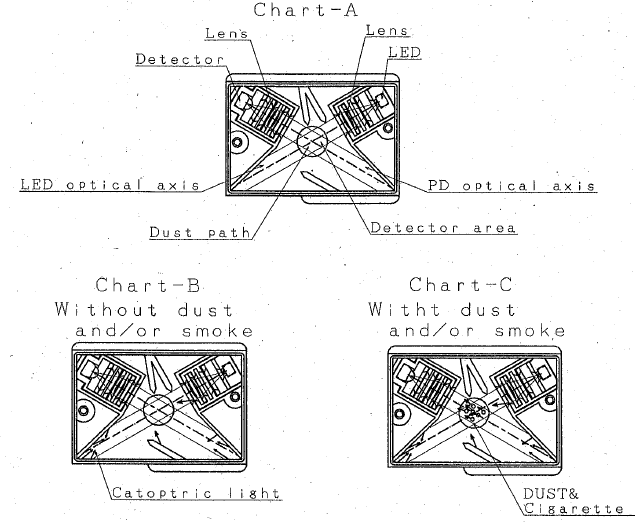 Chart-A
Lens
Lens
LED
Detector
LED optical axis
PD optical axis
Dust path
Detector area
Chart-B
Without dust
and/or smoke
Chart-C
Witht dust
and/or smoke
Catoptric light
DUST&
Cigarette